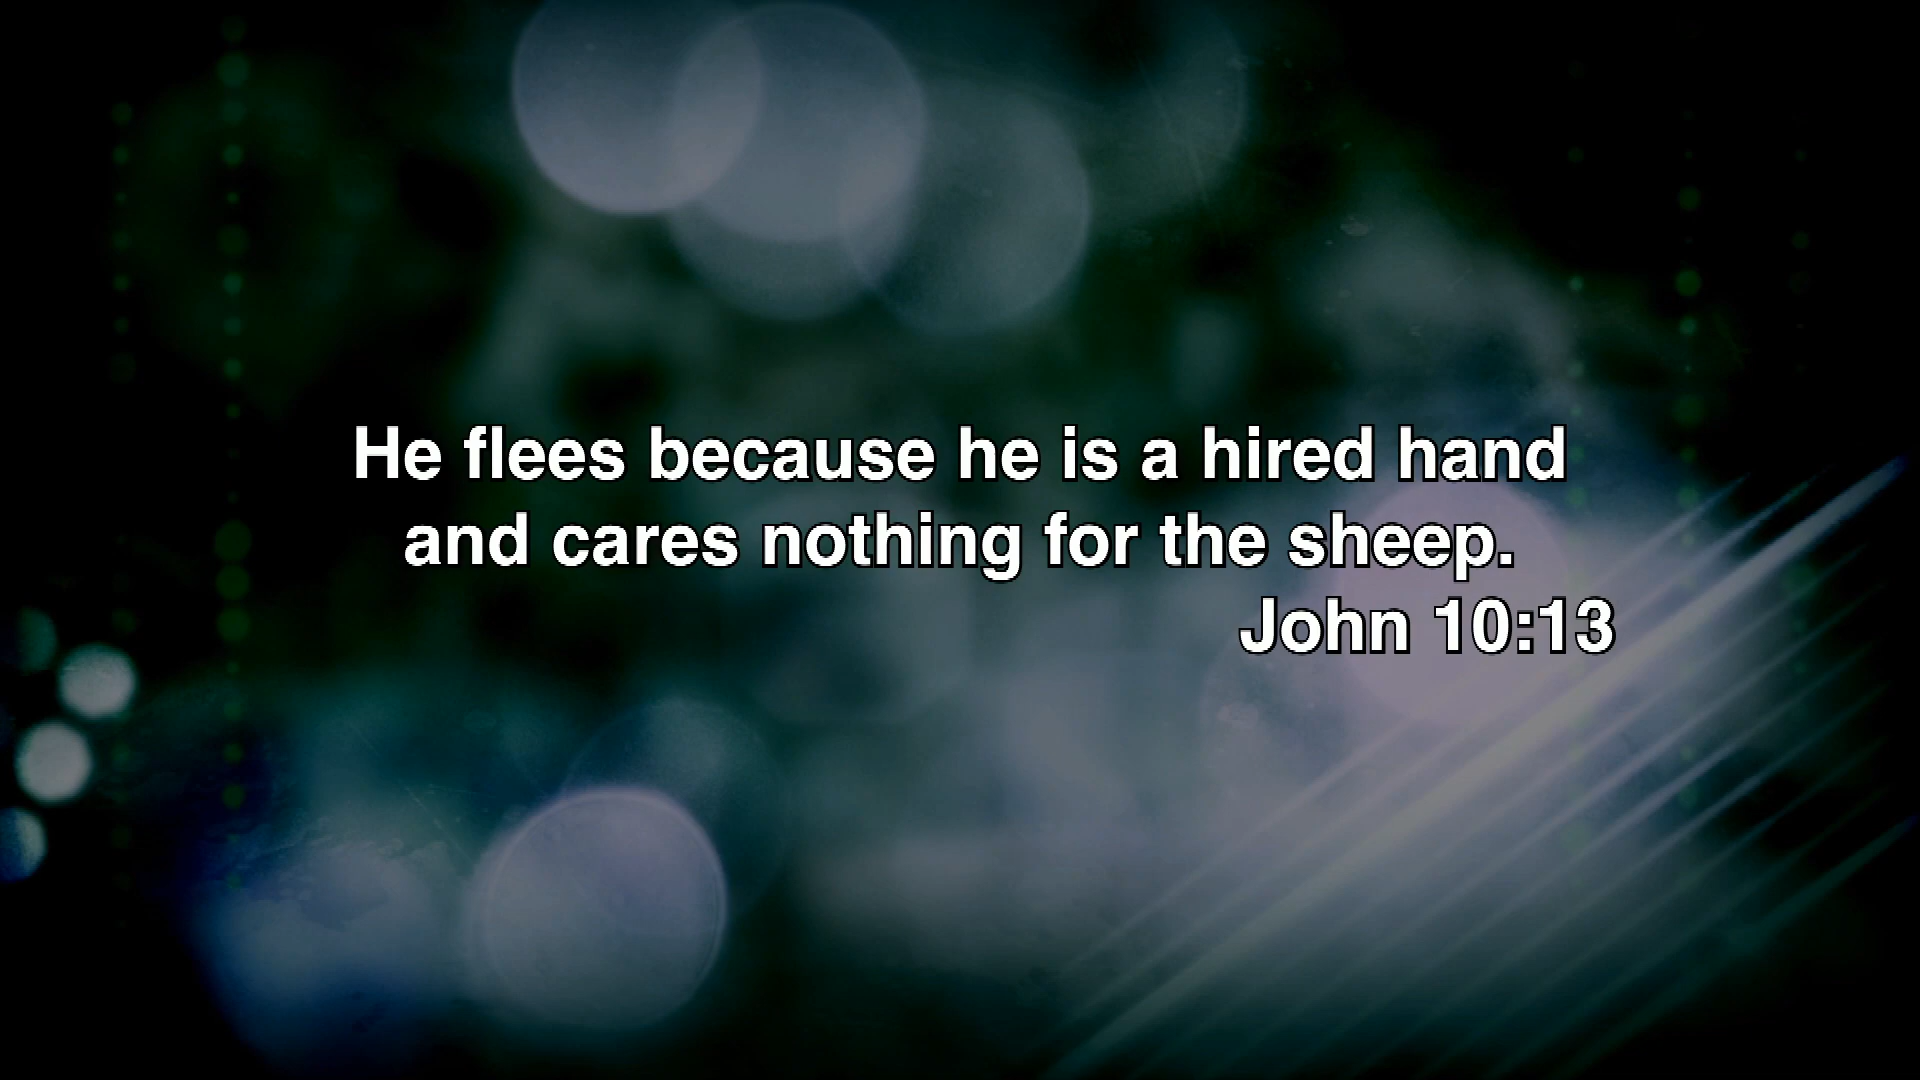 He flees because he is a hired hand
and cares nothing for the sheep.
John 10:13